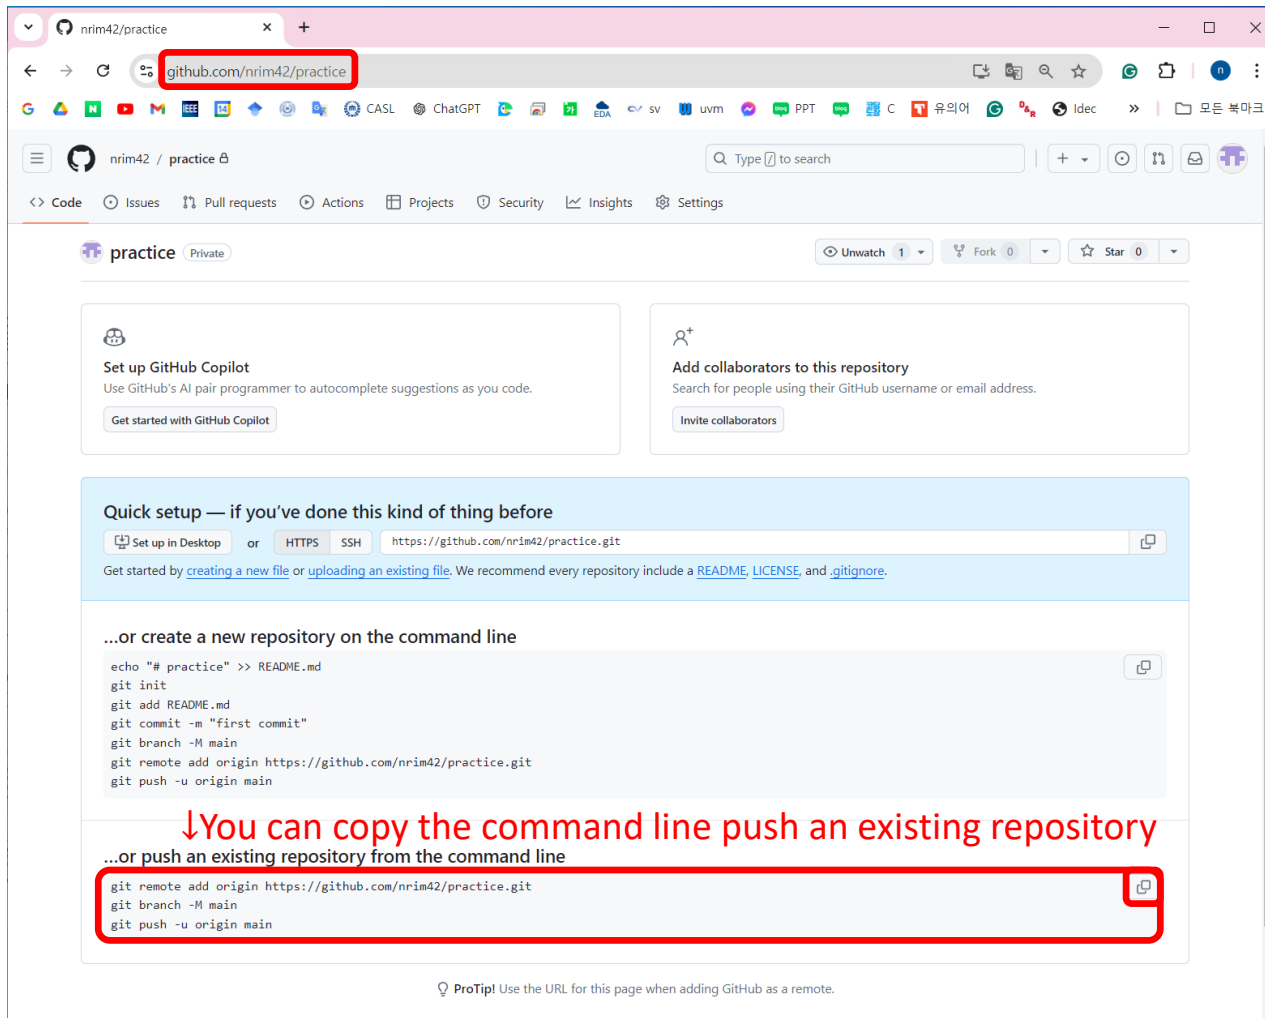 nrim42/practice
github.com/nrim42/practice
CASL ChatGPT EDA sv uvm PPT C 유의어 Idec » 모든 북마크
nrim42 / practice
Type / to search
Code Issues Pull requests Actions Projects Security Insights Settings
practice Private
Unwatch 1 Fork 0 Star 0
Set up GitHub Copilot
Use GitHub's AI pair programmer to autocomplete suggestions as you code.
Get started with GitHub Copilot
Add collaborators to this repository
Search for people using their GitHub username or email address.
Invite collaborators
Quick setup — if you've done this kind of thing before
Set up in Desktop or HTTPS SSH https://github.com/nrim42/practice.git
Get started by creating a new file or uploading an existing file. We recommend every repository include a README, LICENSE, and .gitignore.
...or create a new repository on the command line
echo "# practice" >> README.md
git init
git add README.md
git commit -m "first commit"
git branch -M main
git remote add origin https://github.com/nrim42/practice.git
git push -u origin main
↓You can copy the command line push an existing repository
...or push an existing repository from the command line
git remote add origin https://github.com/nrim42/practice.git
git branch -M main
git push -u origin main
ProTip! Use the URL for this page when adding GitHub as a remote.